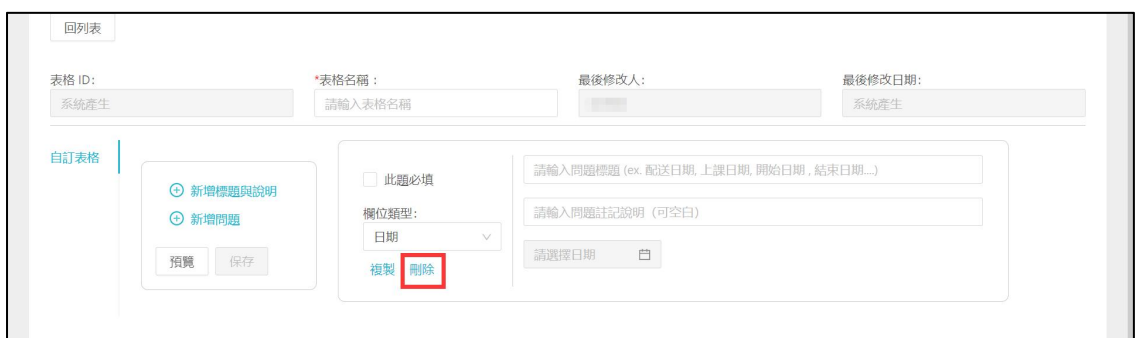 回列表
表格 ID:
*表格名稱：
最後修改人:
最後修改日期:
系統產生
請輸入表格名稱
系統產生
自訂表格
新增標題與說明
新增問題
預覽
保存
此題必填
欄位類型:
日期
複製
刪除
請輸入問題標題 (ex. 配送日期, 上課日期, 開始日期 , 結束日期....)
請輸入問題註記說明（可空白）
請選擇日期